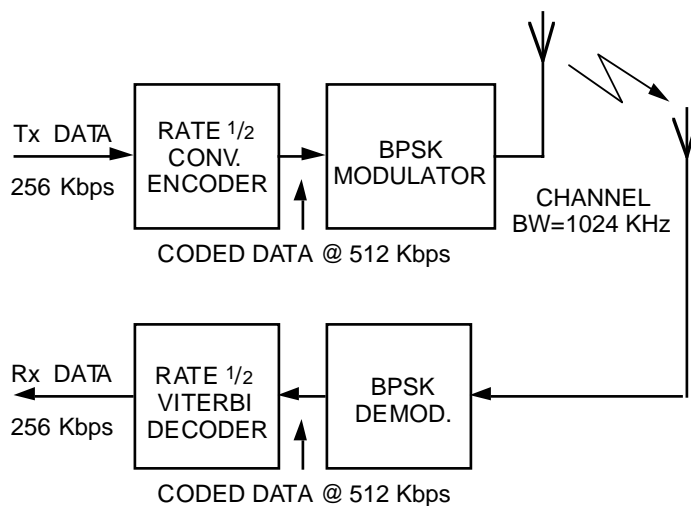 Tx DATA
256 Kbps
RATE 1/2
CONV.
ENCODER
BPSK
MODULATOR
CODED DATA @ 512 Kbps
CHANNEL
BW=1024 KHz
Rx DATA
256 Kbps
RATE 1/2
VITERBI
DECODER
BPSK
DEMOD.
CODED DATA @ 512 Kbps